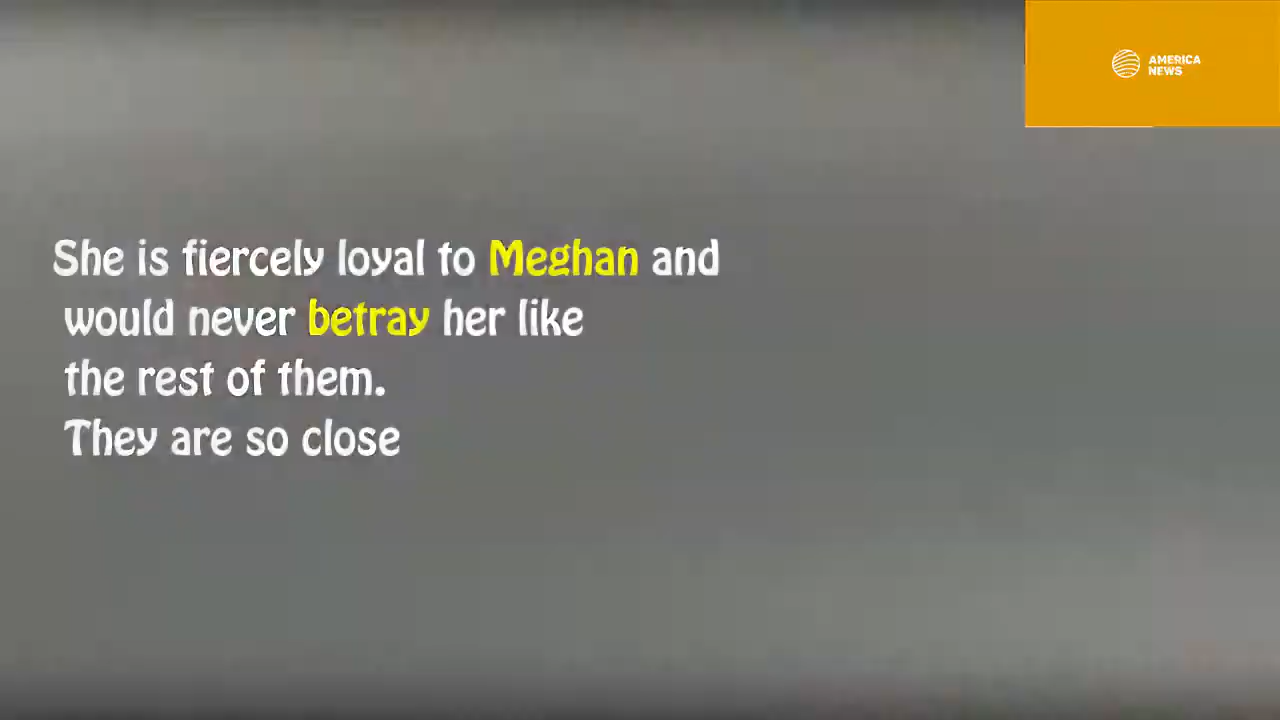 AMERICA
NEWS
She is fiercely loyal to Meghan and
would never betray her like
the rest of them.
They are so close